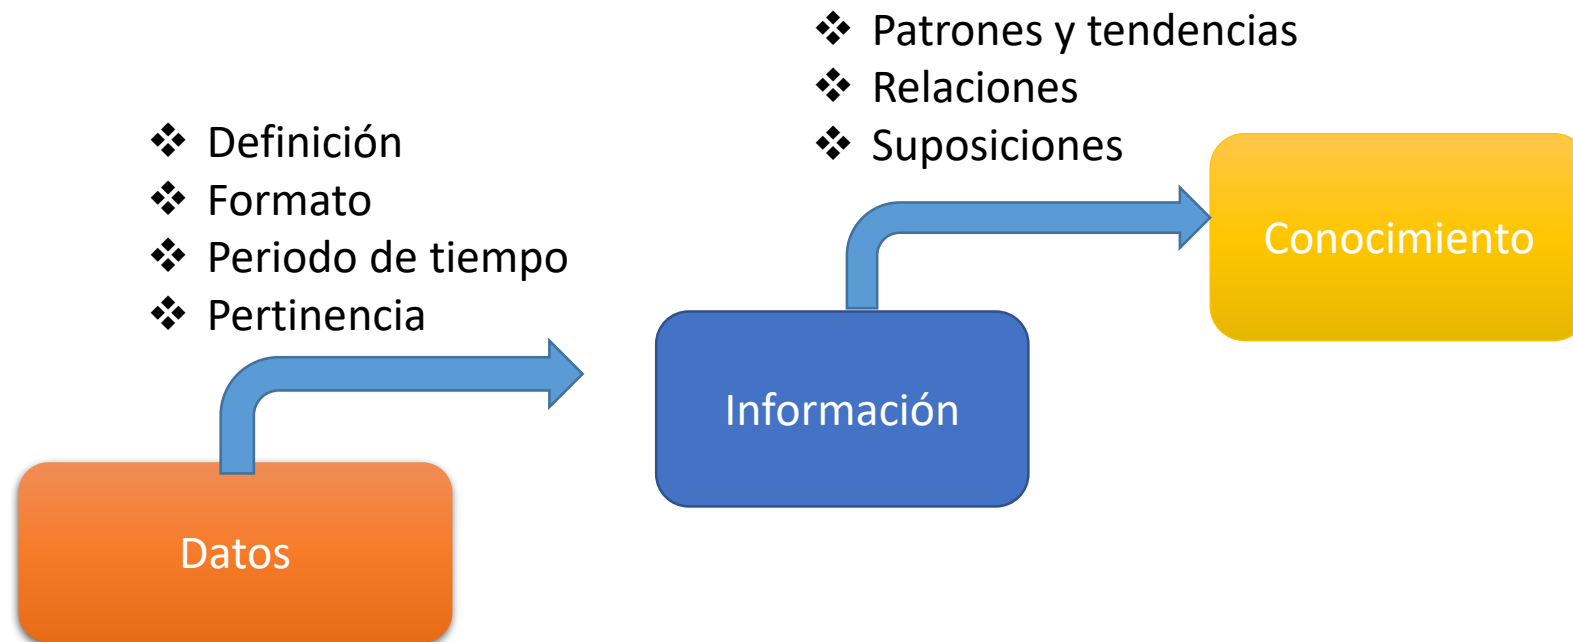 ❖ Patrones y tendencias
❖ Relaciones
❖ Suposiciones
❖ Definición
❖ Formato
❖ Periodo de tiempo
❖ Pertinencia
Conocimiento
Información
Datos